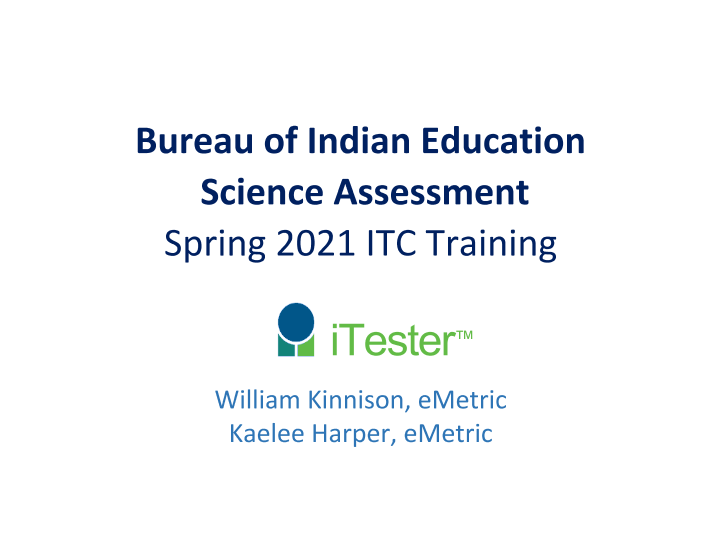 Bureau of Indian Education
Science Assessment
Spring 2021 ITC Training
iTester™
William Kinnison, eMetric
Kaelee Harper, eMetric